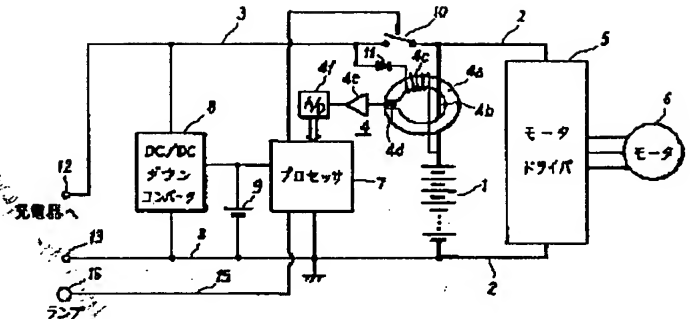 3
10
2
5
11
4c
4a
4f
4e
6
A/D
4
4b
8
4d
モータ
ドライバ
モータ
DC/DC
ダウン
コンバータ
プロセッサ
12
9
7
1
充電器へ
13
3
16
15
2
ランプ